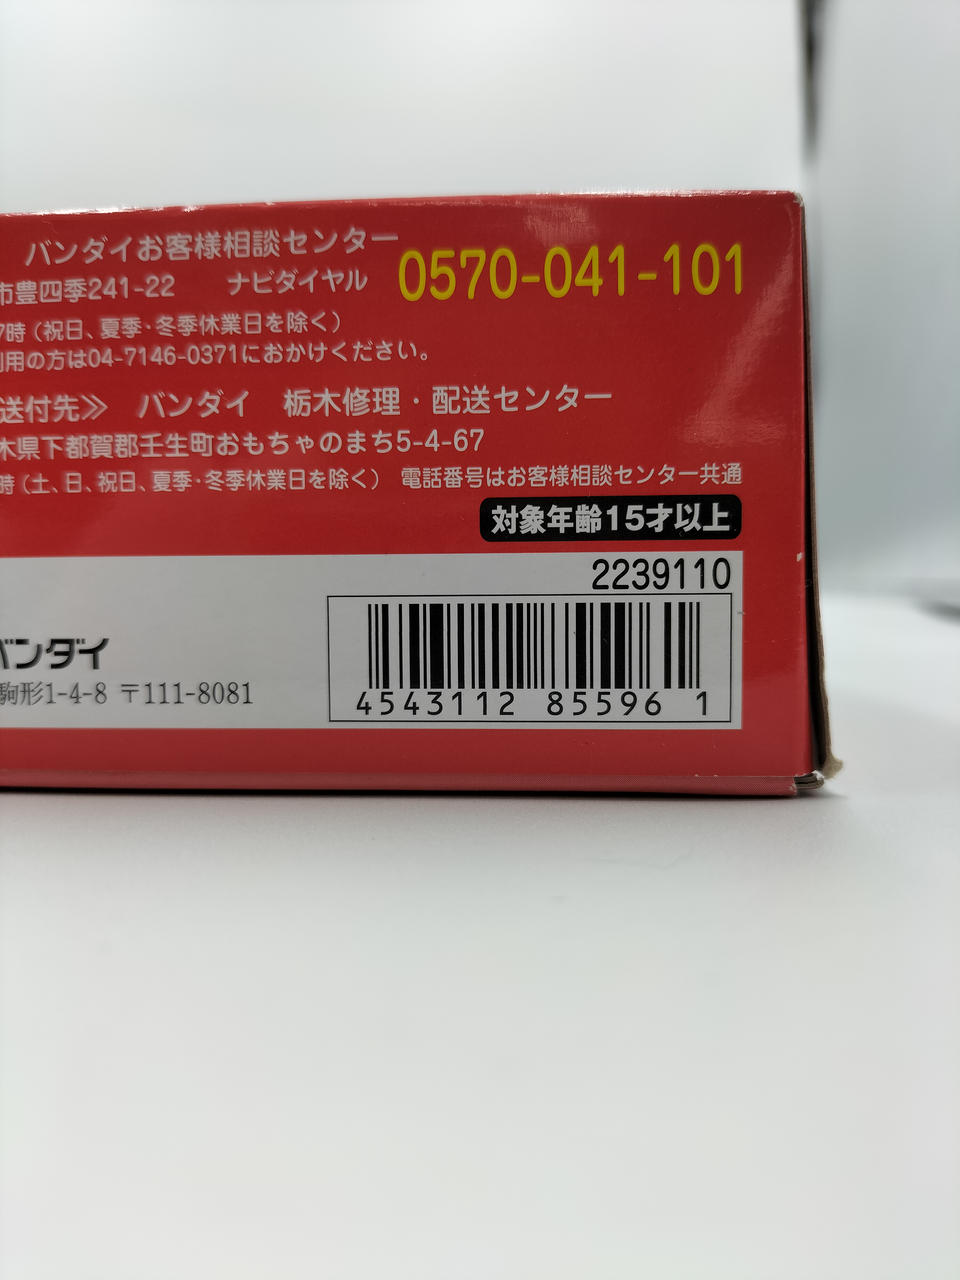 バンダイお客様相談センター
市豊四季241-22 ナビダイヤル 0570-041-101
7時（祝日、夏季・冬季休業日を除く）
利用の方は04-7146-0371におかけください。
送付先≫ バンダイ 栃木修理・配送センター
木県下都賀郡壬生町おもちゃのまち5-4-67
時（土、日、祝日、夏季・冬季休業日を除く） 電話番号はお客様相談センター共通
対象年齢15才以上
2239110
バンダイ
駒形1-4-8 〒111-8081
4543112 85596 1